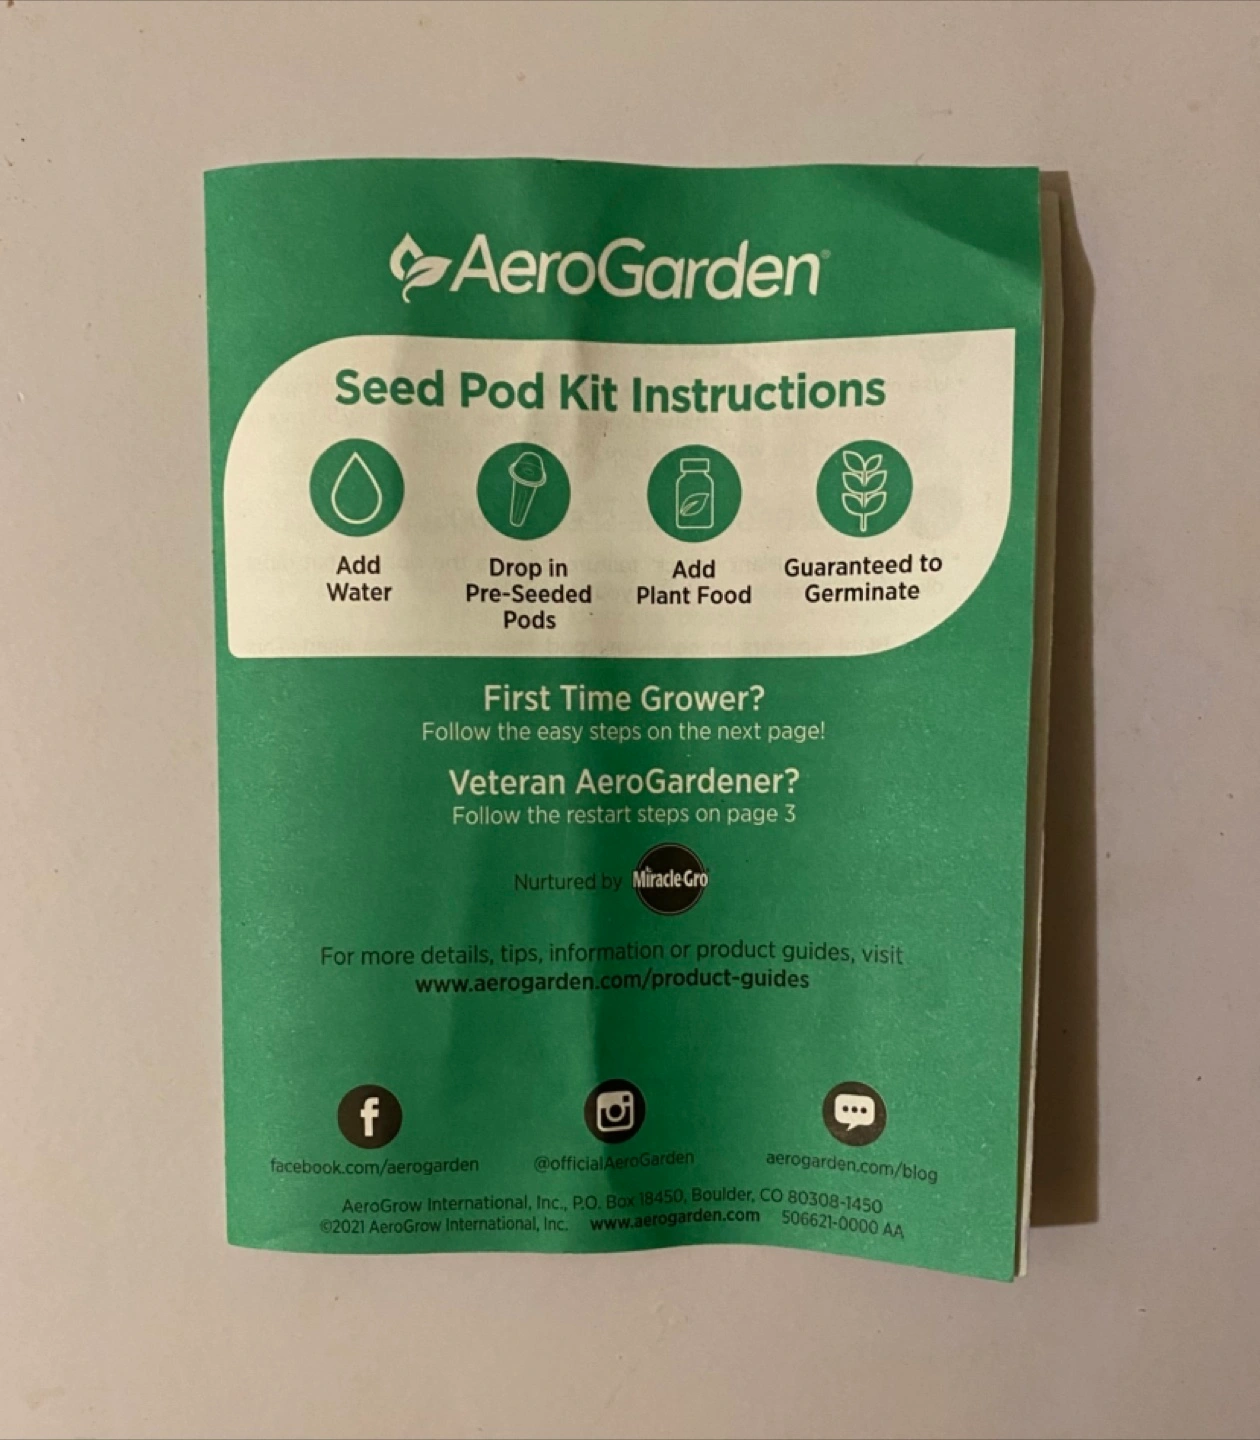 AeroGarden®
Seed Pod Kit Instructions
Add
Water
Drop in
Pre-Seeded
Pods
Add
Plant Food
Guaranteed to
Germinate
First Time Grower?
Follow the easy steps on the next page!
Veteran AeroGardener?
Follow the restart steps on page 3
Nurtured by Miracle-Gro
For more details, tips, information or product guides, visit
www.aerogarden.com/product-guides
facebook.com/aerogarden
@officialAeroGarden
aerogarden.com/blog
AeroGrow International, Inc., P.O. Box 18450, Boulder, CO 80308-1450
©2021 AeroGrow International, Inc. www.aerogarden.com 506621-0000 AA